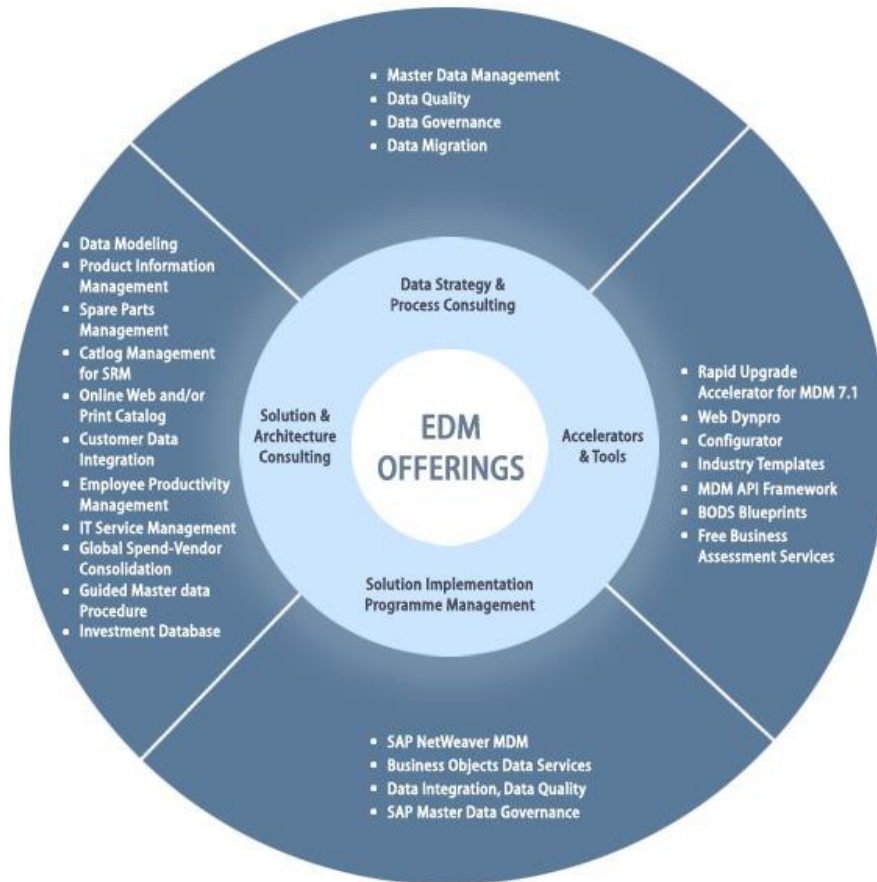 • Master Data Management
• Data Quality
• Data Governance
• Data Migration
• Data Modeling
• Product Information
Management
• Spare Parts
Management
• Catlog Management
for SRM
• Online Web and/or
Print Catalog
• Customer Data
Integration
• Employee Productivity
Management
• IT Service Management
• Global Spend-Vendor
Consolidation
• Guided Master data
Procedure
• Investment Database
Data Strategy &
Process Consulting
Solution &
Architecture
Consulting
EDM
OFFERINGS
Accelerators
& Tools
Solution Implementation
Programme Management
• Rapid Upgrade
Accelerator for MDM 7.1
• Web Dynpro
• Configurator
• Industry Templates
• MDM API Framework
• BODS Blueprints
• Free Business
Assessment Services
• SAP NetWeaver MDM
• Business Objects Data Services
• Data Integration, Data Quality
• SAP Master Data Governance